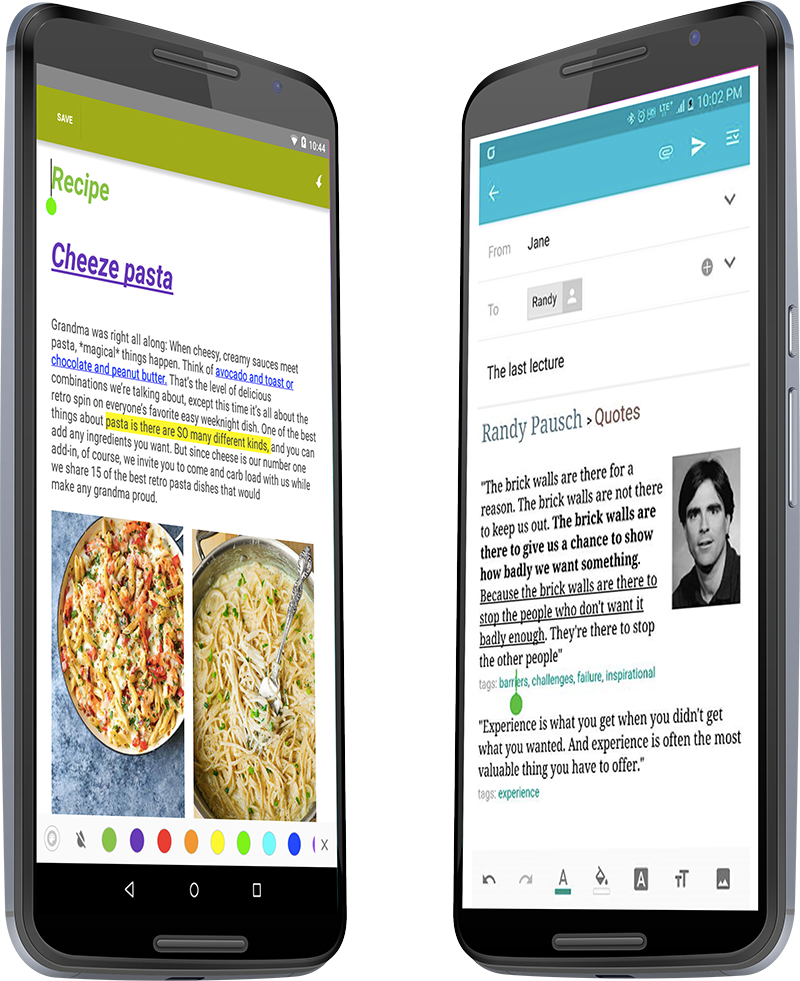 SAVE
10:44
Recipe
Cheeze pasta
Grandma was right all along: When cheesy, creamy sauces meet
pasta, *magical* things happen. Think of avocado and toast or
chocolate and peanut butter. That's the level of delicious
combinations we're talking about, except this time it's all about the
retro spin on everyone's favorite easy weeknight dish. One of the best
things about pasta is there are SO many different kinds, and you can
add any ingredients you want. But since cheese is our number one
add-in, of course, we invite you to come and carb load with us while
we share 15 of the best retro pasta dishes that would
make any grandma proud.
LTE 10:02 PM
From Jane
To Randy
The last lecture
Randy Pausch > Quotes
"The brick walls are there for a
reason. The brick walls are not there
to keep us out. The brick walls are
there to give us a chance to show
how badly we want something.
Because the brick walls are there to
stop the people who don't want it
badly enough. They're there to stop
the other people"
tags: barriers, challenges, failure, inspirational
"Experience is what you get when you didn't get
what you wanted. And experience is often the most
valuable thing you have to offer."
tags: experience
A A TT